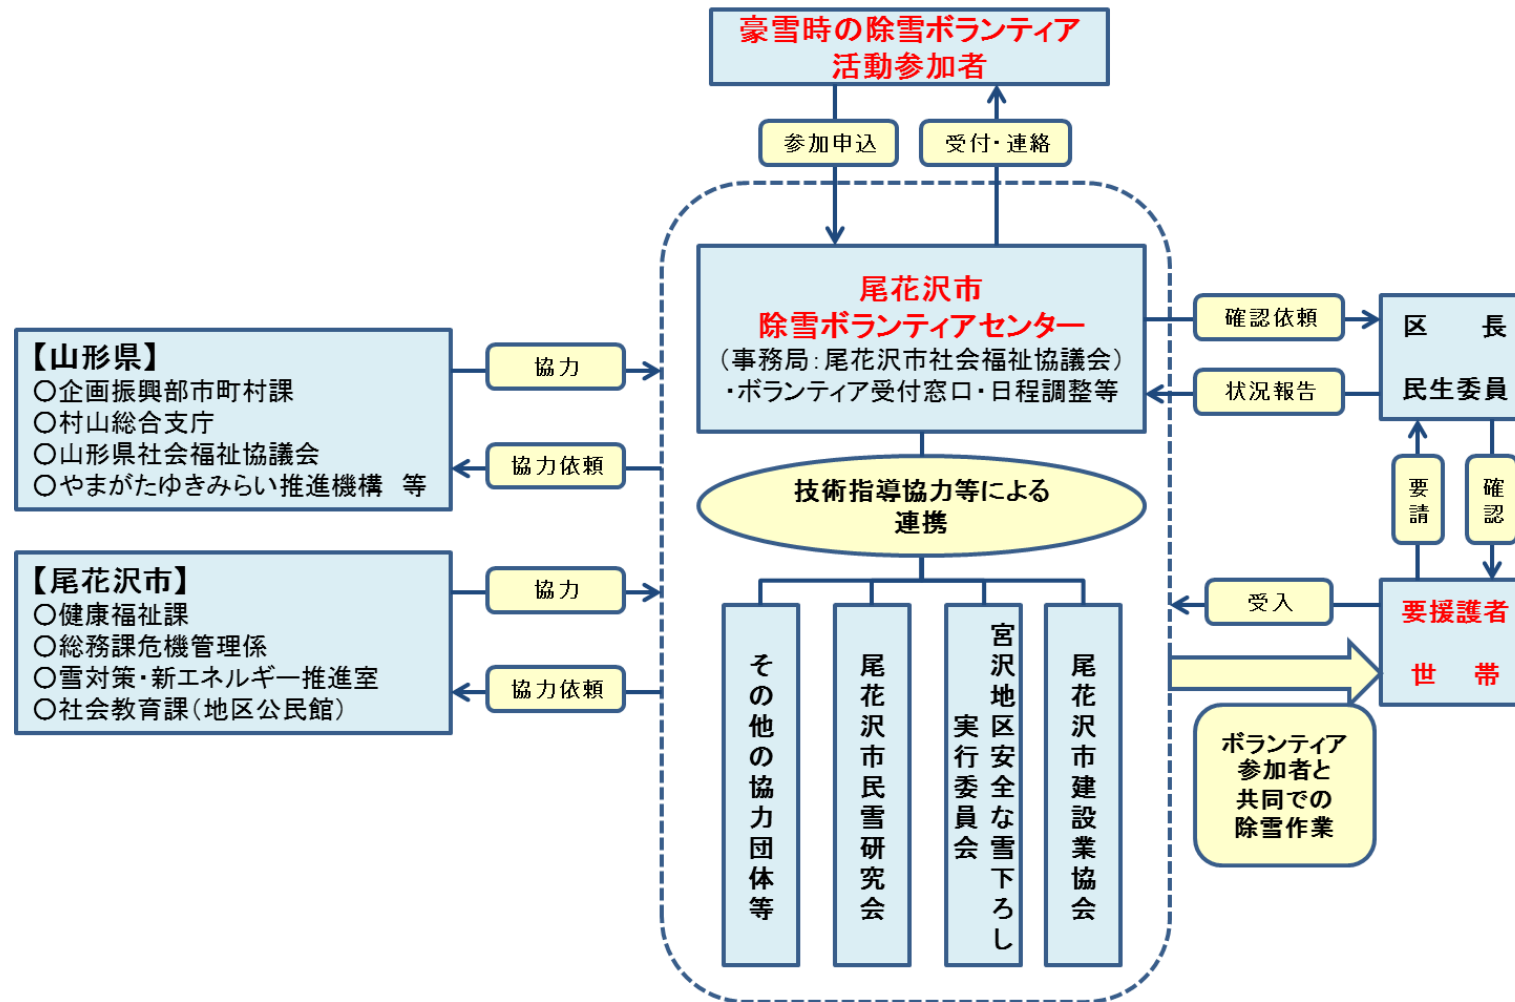 豪雪時の除雪ボランティア
活動参加者
参加申込
受付・連絡
尾花沢市
除雪ボランティアセンター
(事務局:尾花沢市社会福祉協議会)
・ボランティア受付窓口・日程調整等
確認依頼
状況報告
区 長
民生委員
【山形県】
○企画振興部市町村課
○村山総合支庁
○山形県社会福祉協議会
○やまがたゆきみらい推進機構 等
協力
協力依頼
技術指導協力等による
連携
要請
確認
【尾花沢市】
○健康福祉課
○総務課危機管理係
○雪対策・新エネルギー推進室
○社会教育課(地区公民館)
協力
協力依頼
その他の協力団体等
尾花沢市民雪研究会
宮沢地区安全な雪下ろし
実行委員会
尾花沢市建設業協会
受入
要援護者
世 帯
ボランティア
参加者と
共同での
除雪作業